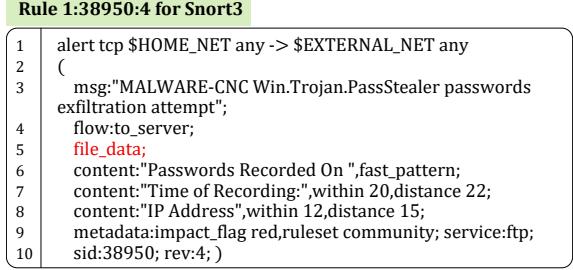 Rule 1:38950:4 for Snort3
1 alert tcp $HOME_NET any -> $EXTERNAL_NET any
2 (
3 msg:"MALWARE-CNC Win.Trojan.PassStealer passwords
exfiltration attempt";
4 flow:to_server;
5 file_data;
6 content:"Passwords Recorded On ",fast_pattern;
7 content:"Time of Recording:",within 20,distance 22;
8 content:"IP Address",within 12,distance 15;
9 metadata:impact_flag red,ruleset community; service:ftp;
10 sid:38950; rev:4; )